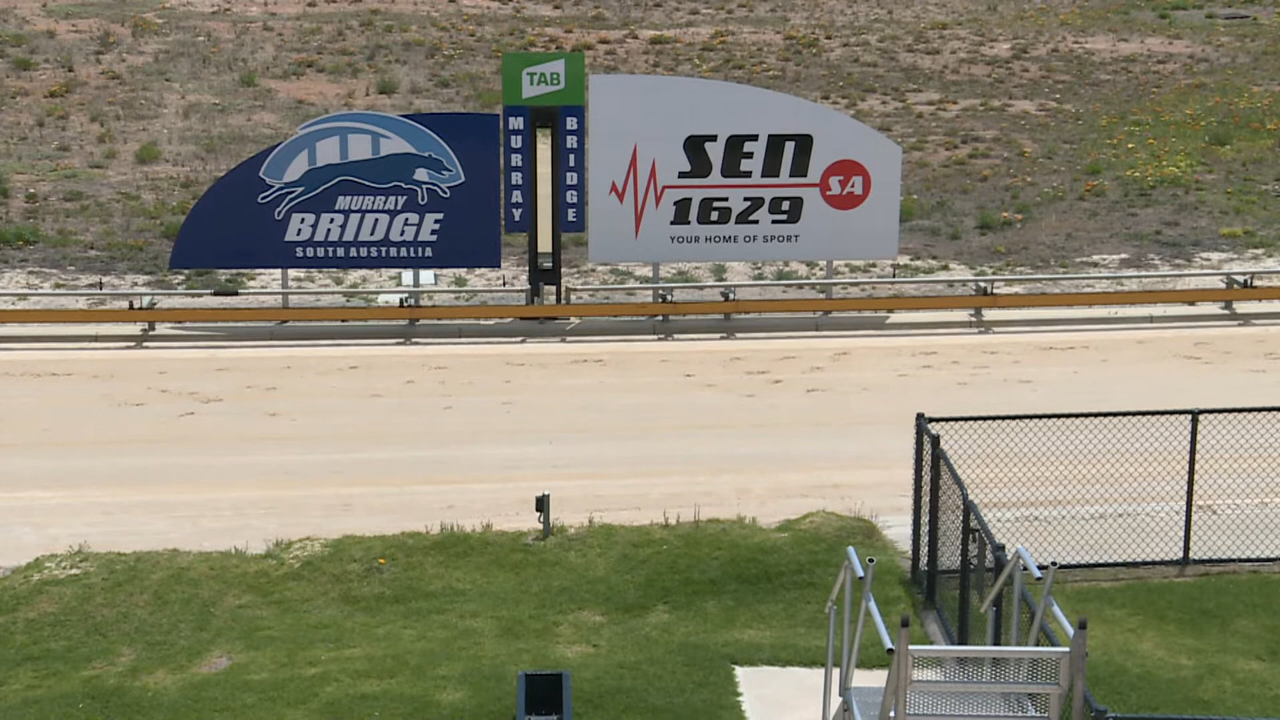 TAB
MURRAY
BRIDGE
MURRAY
BRIDGE
SOUTH AUSTRALIA
SEN
SA
1629
YOUR HOME OF SPORT